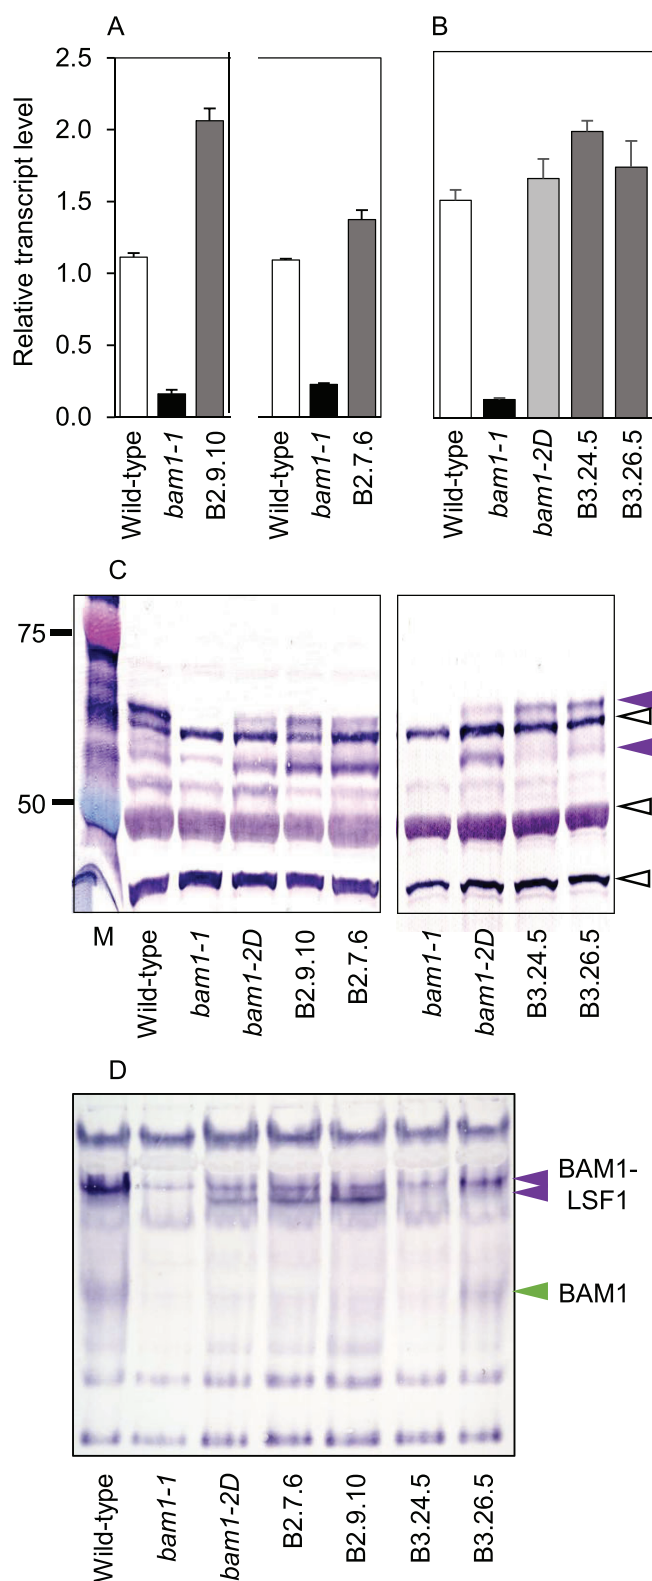 A
B
Relative transcript level
2.5
2.0
1.5
1.0
0.5
0.0
Wild-type
bam1-1
B2.9.10
Wild-type
bam1-1
B2.7.6
Wild-type
bam1-1
bam1-2D
B3.24.5
B3.26.5
C
75
50
M
Wild-type
bam1-1
bam1-2D
B2.9.10
B2.7.6
bam1-1
bam1-2D
B3.24.5
B3.26.5
D
BAM1-
LSF1
BAM1
Wild-type
bam1-1
bam1-2D
B2.7.6
B2.9.10
B3.24.5
B3.26.5